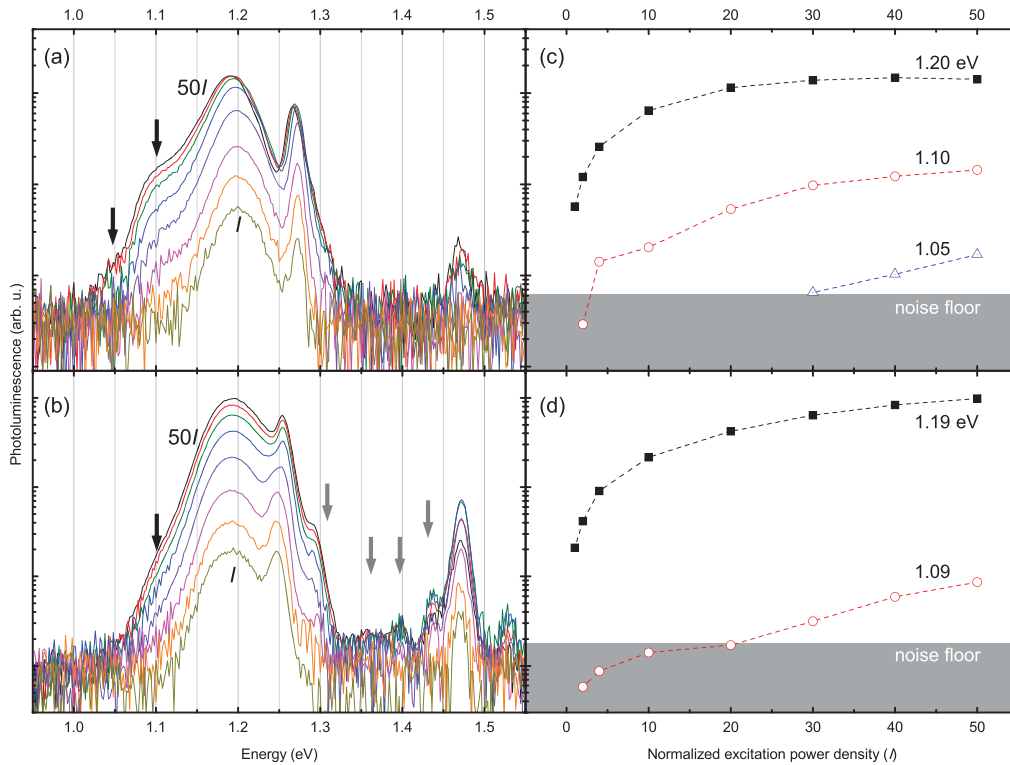 1.0 1.1 1.2 1.3 1.4 1.5
0 10 20 30 40 50
(a)
50I
I
(c)
1.20 eV
1.10
1.05
noise floor
Photoluminescence (arb. u.)
(b)
50I
I
(d)
1.19 eV
1.09
noise floor
1.0 1.1 1.2 1.3 1.4 1.5
0 10 20 30 40 50
Energy (eV)
Normalized excitation power density (I)